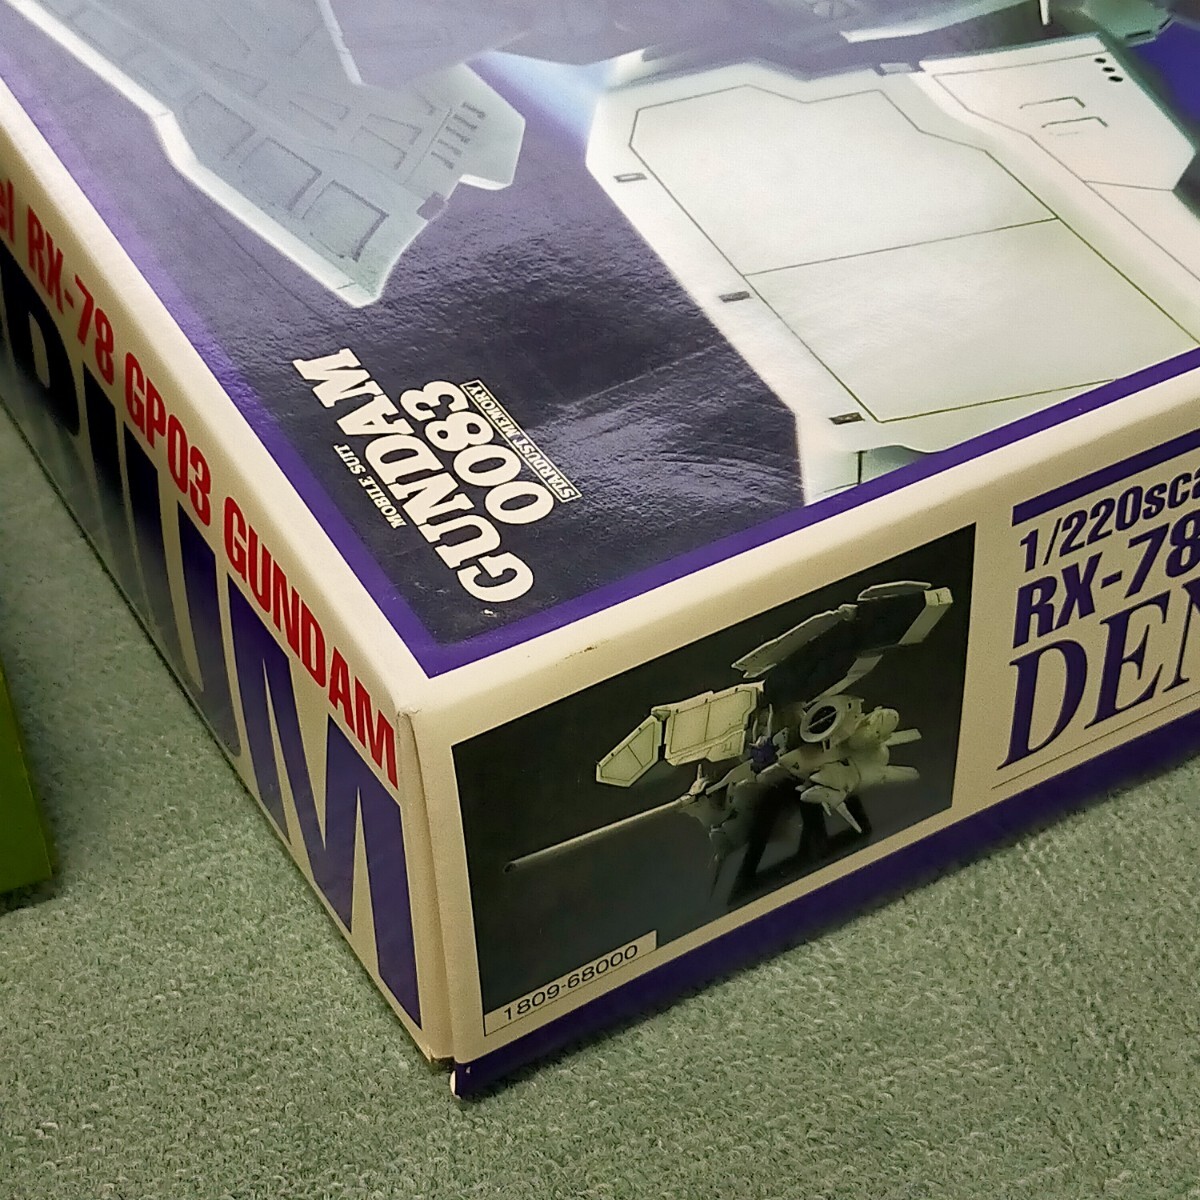 MOBILE SUIT
GUNDAM
0083
STARDUST MEMORY
RX-78 GP03 GUNDAM
1/220sca
RX-78
DEN
1809-68000